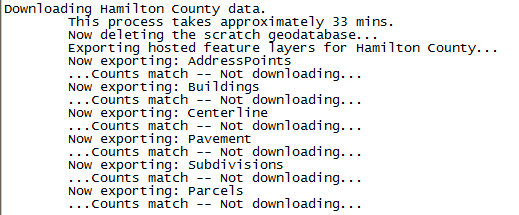 Downloading Hamilton County data.
This process takes approximately 33 mins.
Now deleting the scratch geodatabase...
Exporting hosted feature layers for Hamilton County...
Now exporting: AddressPoints
...Counts match -- Not downloading...
Now exporting: Buildings
...Counts match -- Not downloading...
Now exporting: Centerline
...Counts match -- Not downloading...
Now exporting: Pavement
...Counts match -- Not downloading...
Now exporting: Subdivisions
...Counts match -- Not downloading...
Now exporting: Parcels
...Counts match -- Not downloading...